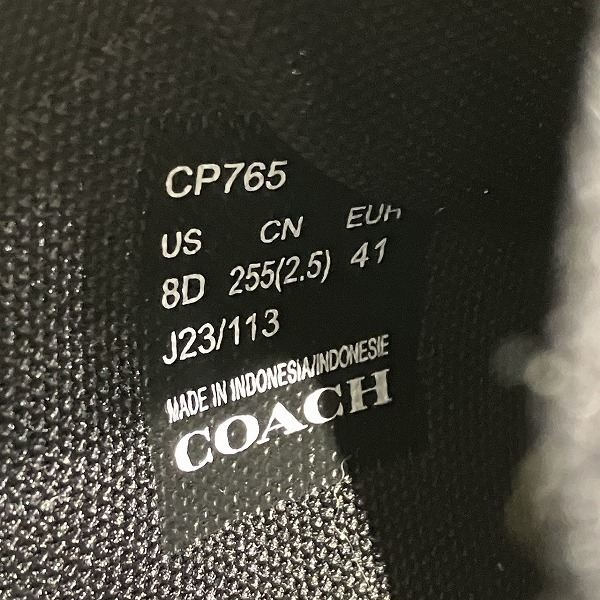 CP765
US CN EUR
8D 255(2.5) 41
J23/113
MADE IN INDONESIA/INDONESIE
COACH